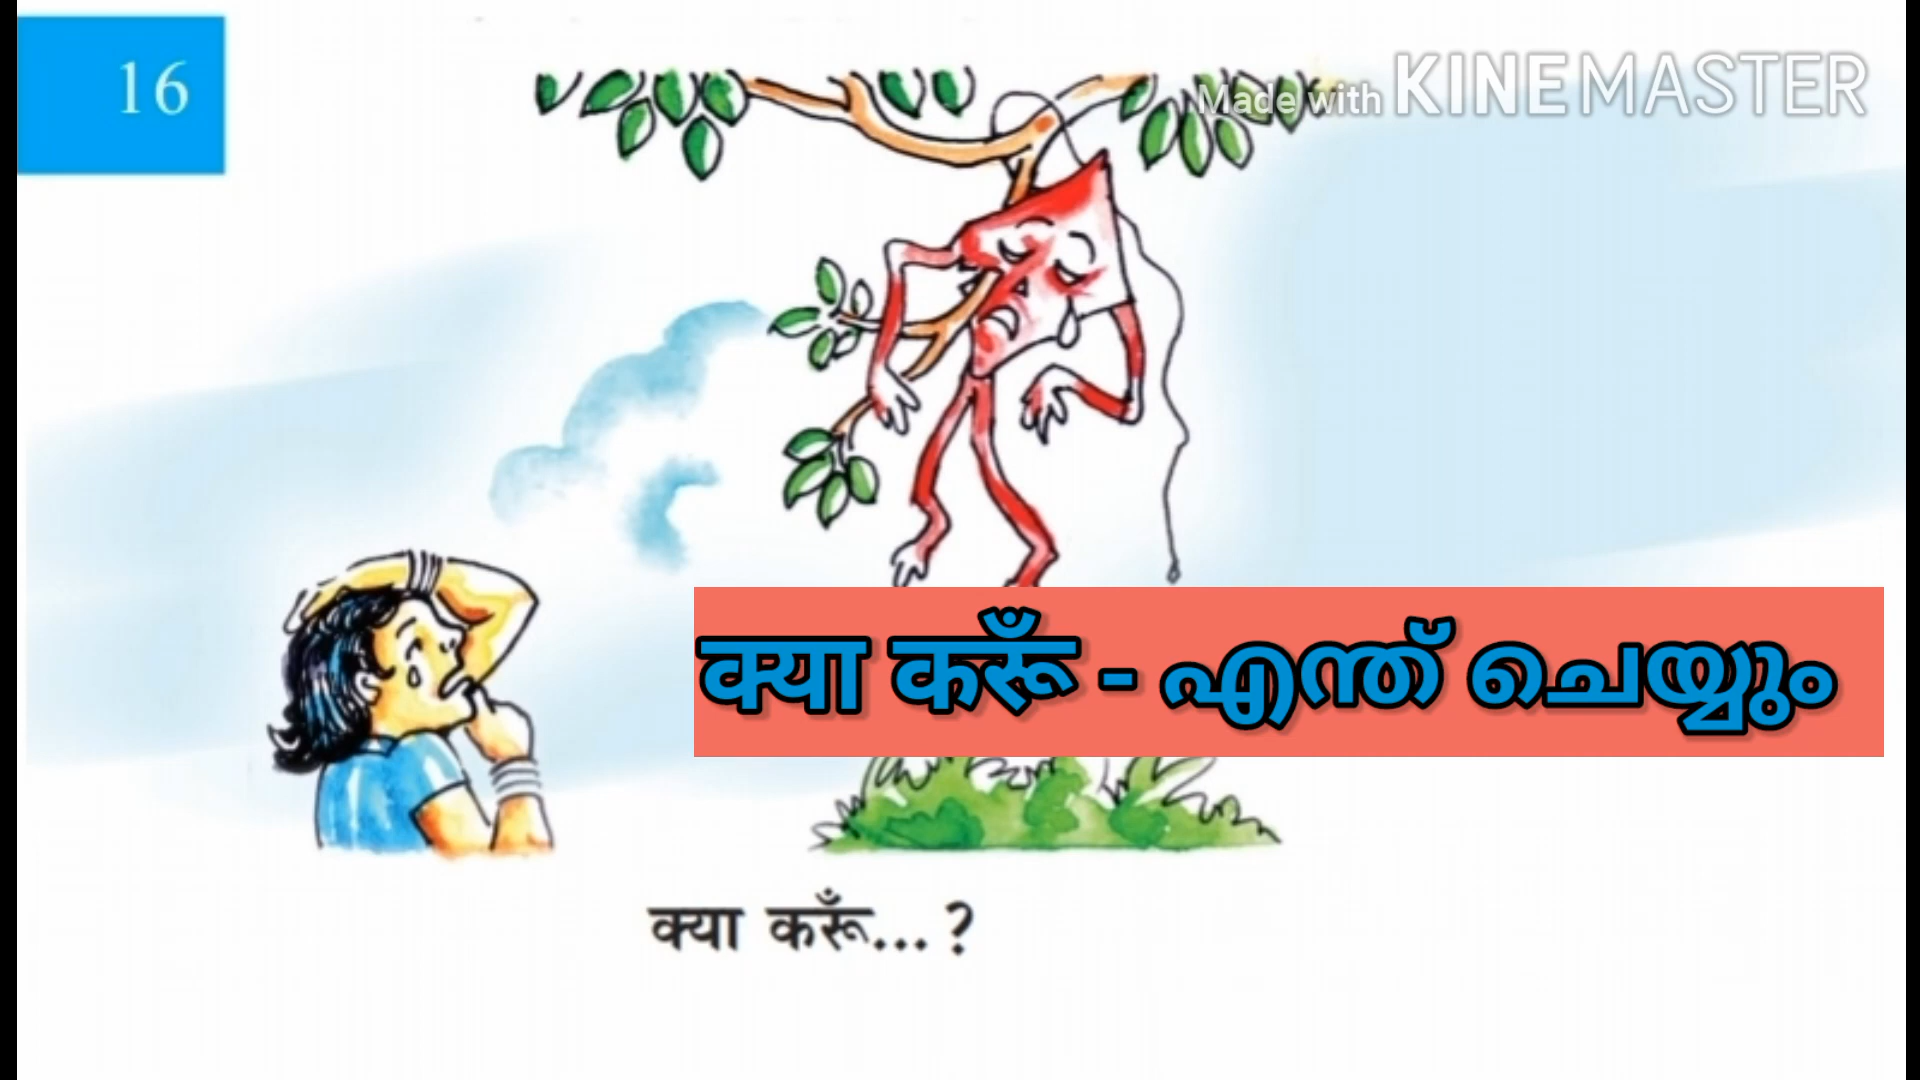 16
Made with KINEMASTER
क्या करूँ - എന്ത് ചെയ്യും
क्या करूँ...?